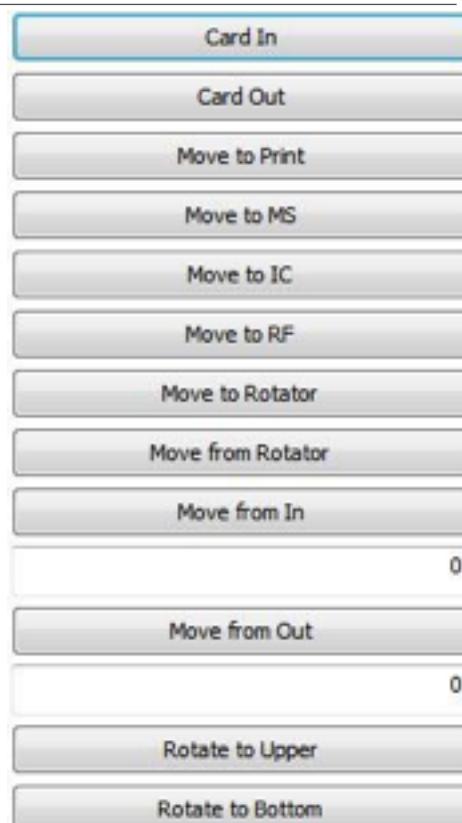 Card In
Card Out
Move to Print
Move to MS
Move to IC
Move to RF
Move to Rotator
Move from Rotator
Move from In
0
Move from Out
0
Rotate to Upper
Rotate to Bottom